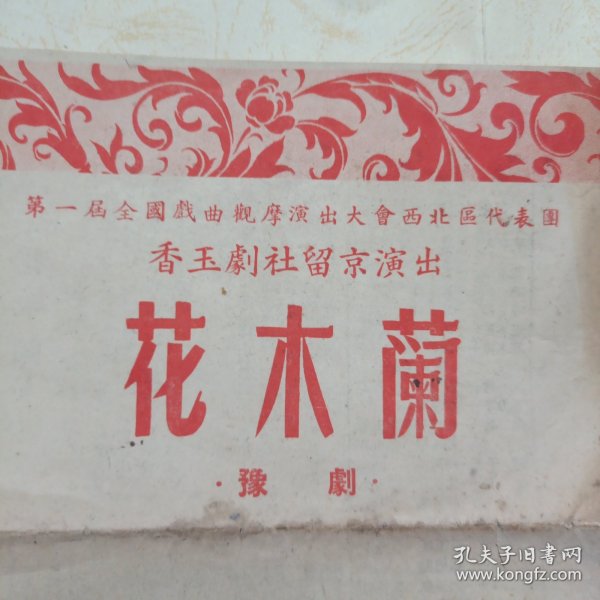 第一届全國戲曲觀摩演出大會西北區代表團
香玉劇社留京演出
花木蘭
·豫劇·
孔夫子旧书网
www.kongfz.com